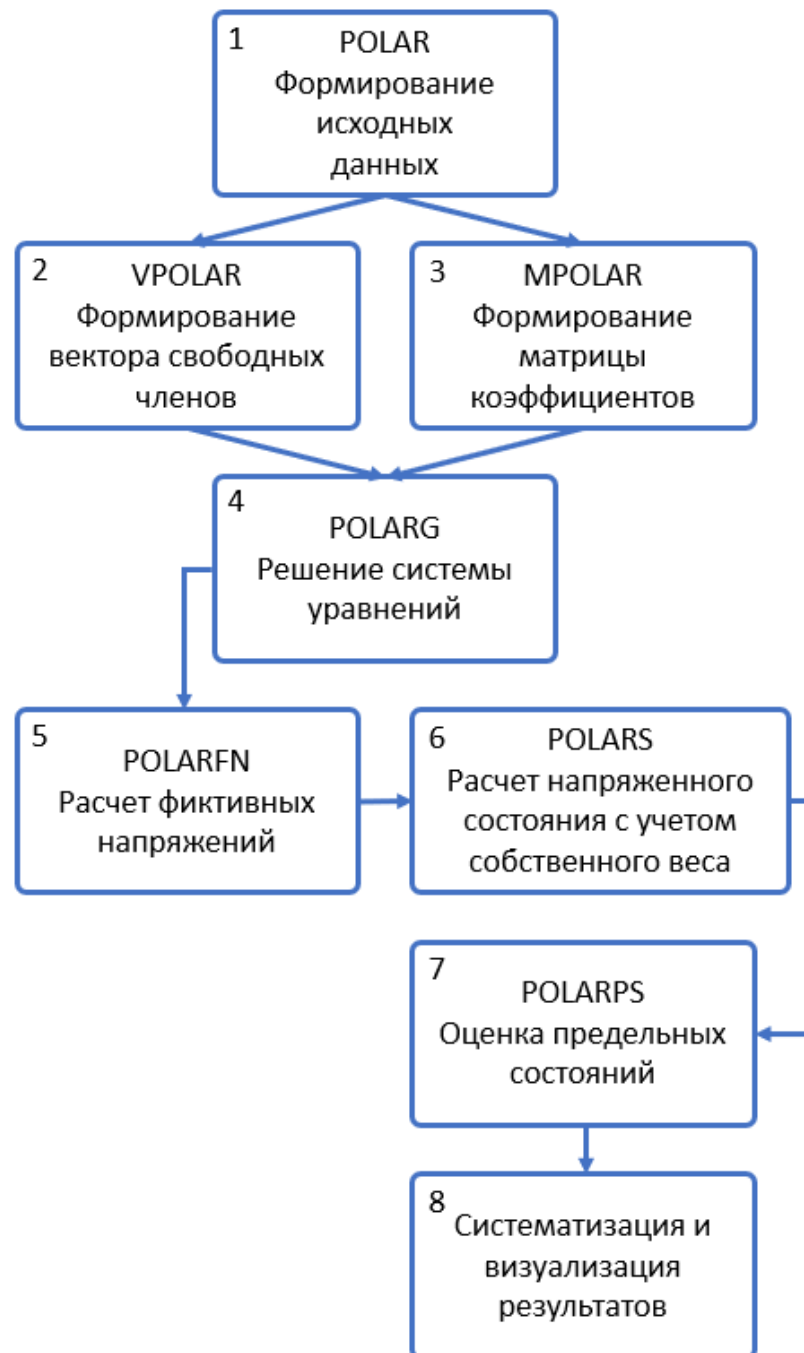 1
POLAR
Формирование
исходных
данных
2
VPOLAR
Формирование
вектора свободных
членов
3
MPOLAR
Формирование
матрицы
коэффициентов
4
POLARG
Решение системы
уравнений
5
POLARFN
Расчет фиктивных
напряжений
6
POLARS
Расчет напряженного
состояния с учетом
собственного веса
7
POLARPS
Оценка предельных
состояний
8
Систематизация и
визуализация
результатов